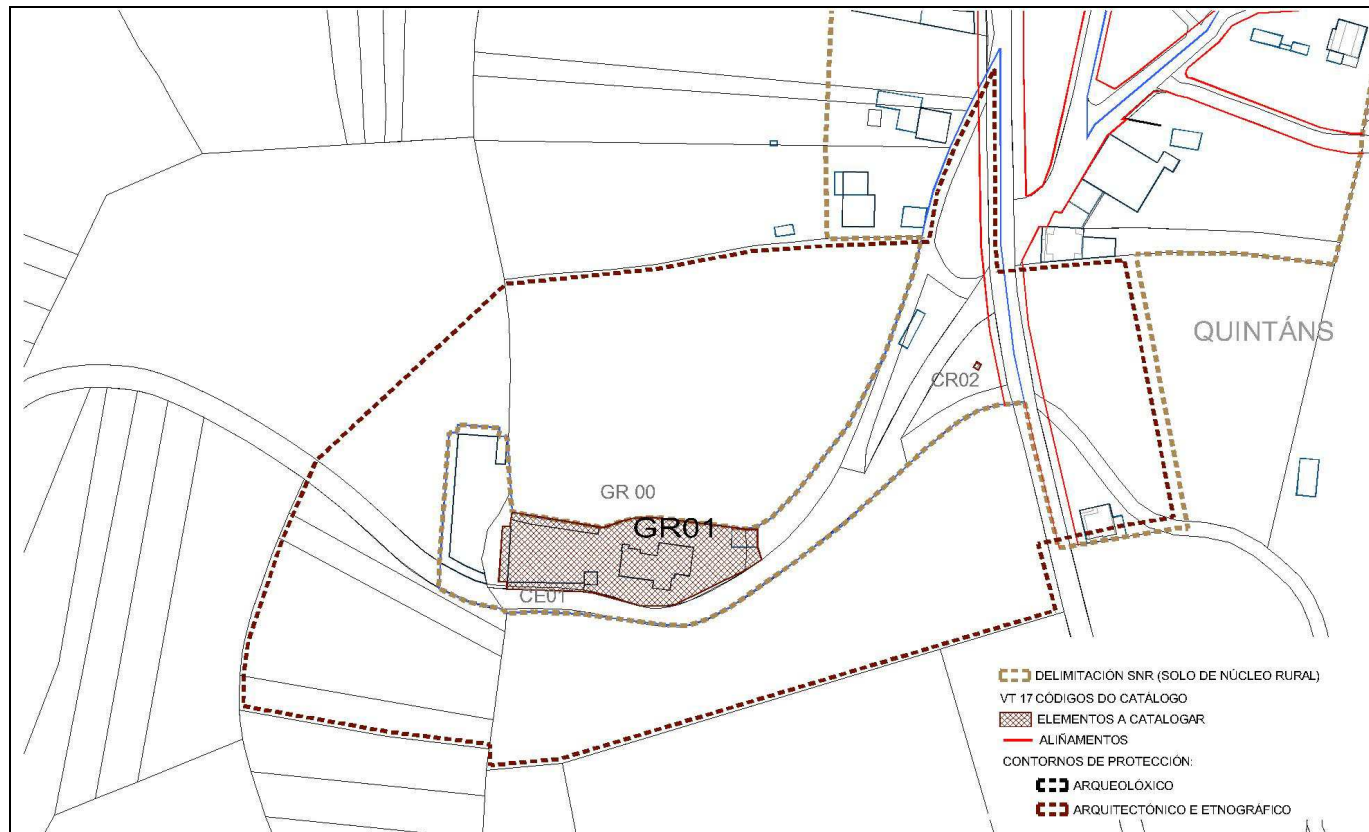 QUINTÁNS
CR02
GR 00
GR01
CE01
DELIMITACIÓN SNR (SOLO DE NÚCLEO RURAL)
VT 17 CÓDIGOS DO CATÁLOGO
ELEMENTOS A CATALOGAR
ALIÑAMENTOS
CONTORNOS DE PROTECCIÓN:
ARQUEOLÓXICO
ARQUITECTÓNICO E ETNOGRÁFICO